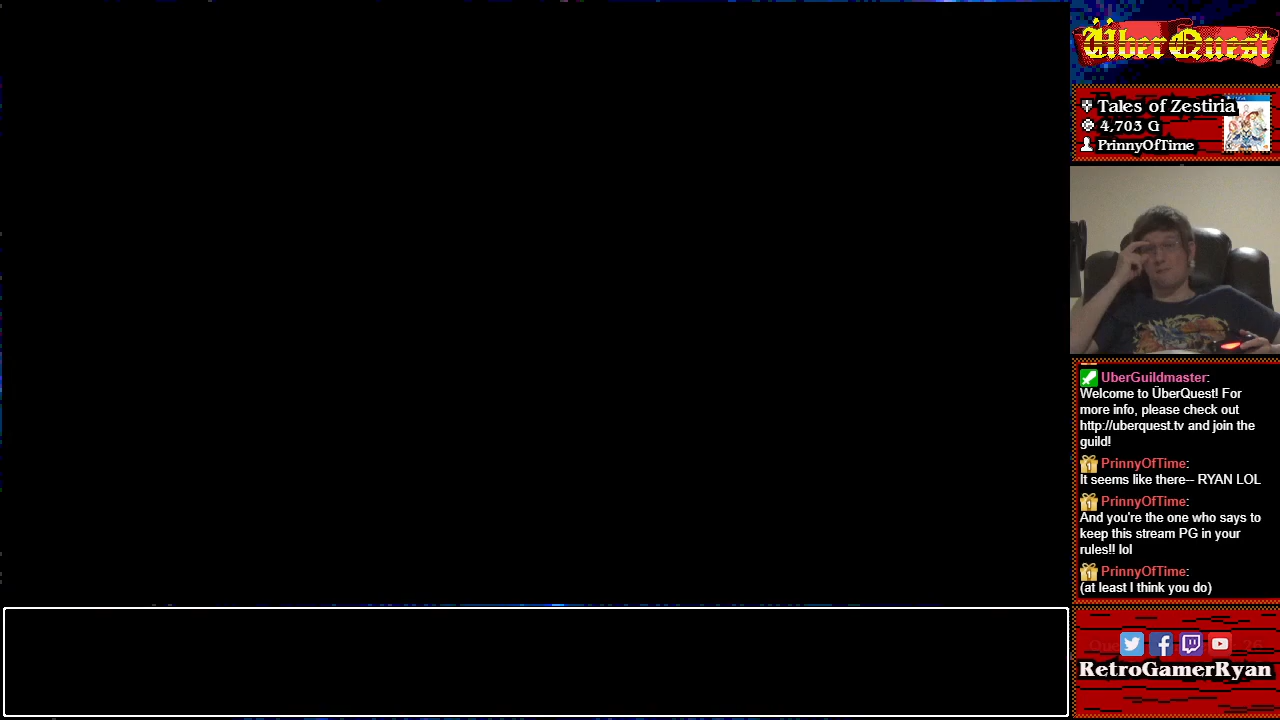 ÜberQuest
Tales of Zestiria
4,703 G
PrinnyOfTime
UberGuildmaster:
Welcome to ÜberQuest! For
more info, please check out
http://uberquest.tv and join the
guild!
PrinnyOfTime:
It seems like there-- RYAN LOL
PrinnyOfTime:
And you're the one who says to
keep this stream PG in your
rules!! lol
PrinnyOfTime:
(at least I think you do)
RetroGamerRyan